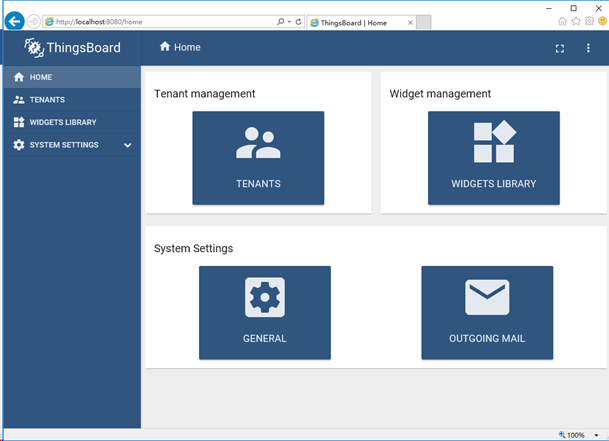 http://localhost:8080/home
ThingsBoard | Home
ThingsBoard
Home
HOME
TENANTS
WIDGETS LIBRARY
SYSTEM SETTINGS
Tenant management
TENANTS
Widget management
WIDGETS LIBRARY
System Settings
GENERAL
OUTGOING MAIL
100%